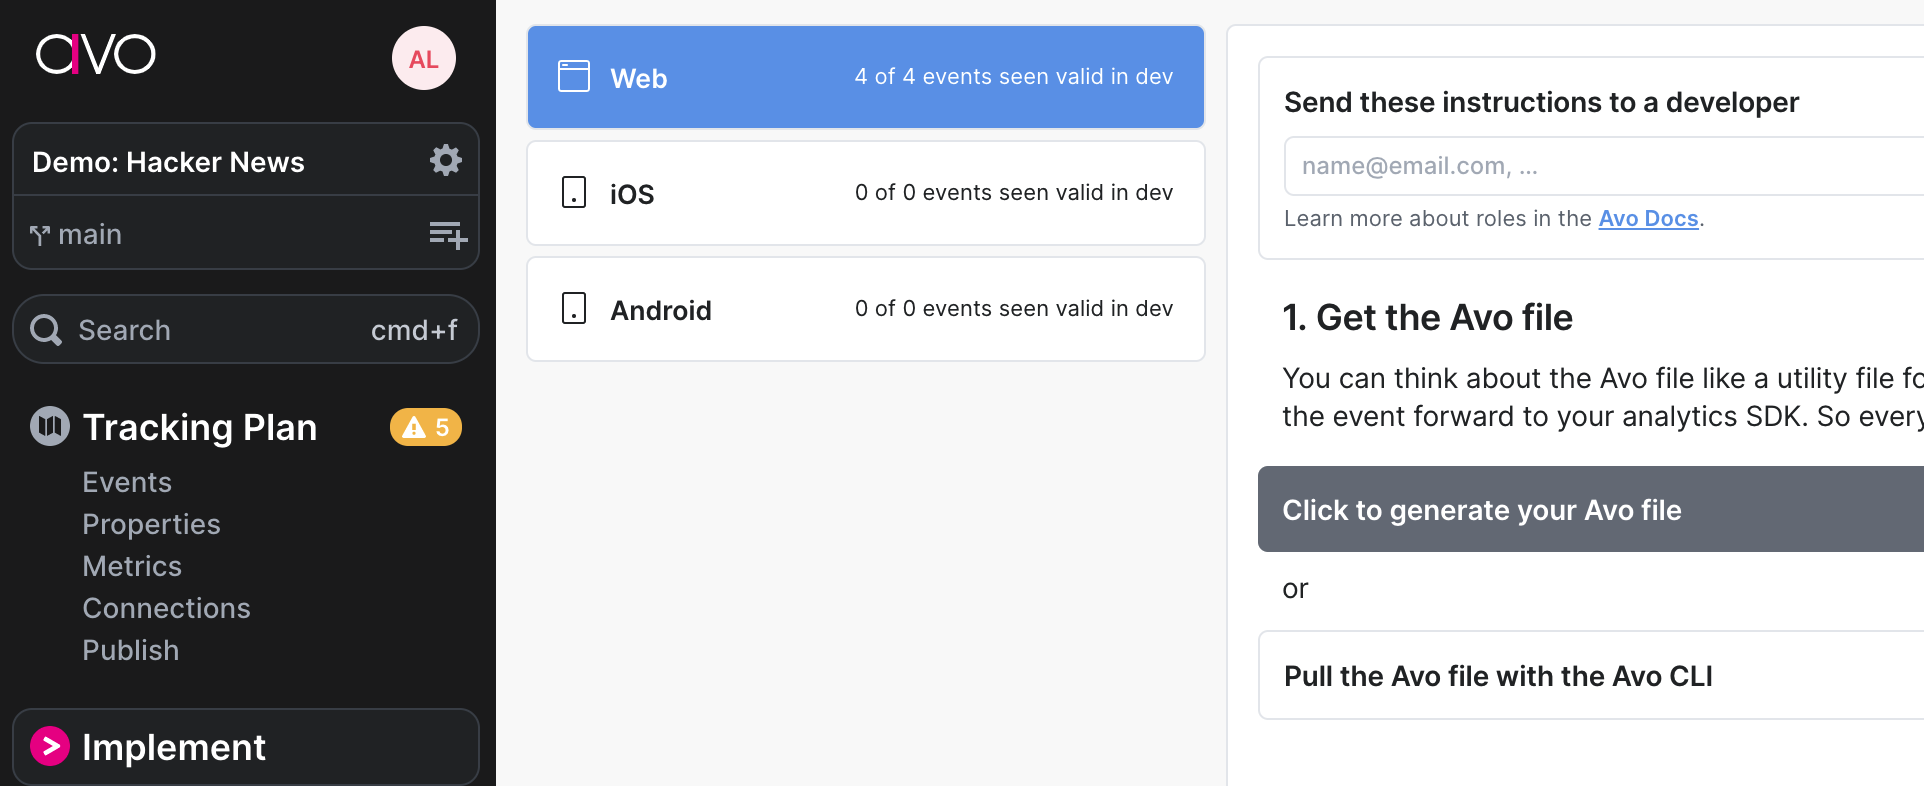 avo
AL
Demo: Hacker News
main
Search cmd+f
Tracking Plan 5
Events
Properties
Metrics
Connections
Publish
Implement
Web 4 of 4 events seen valid in dev
iOS 0 of 0 events seen valid in dev
Android 0 of 0 events seen valid in dev
Send these instructions to a developer
name@email.com, ...
Learn more about roles in the Avo Docs.
1. Get the Avo file
You can think about the Avo file like a utility file fo
the event forward to your analytics SDK. So every
Click to generate your Avo file
or
Pull the Avo file with the Avo CLI